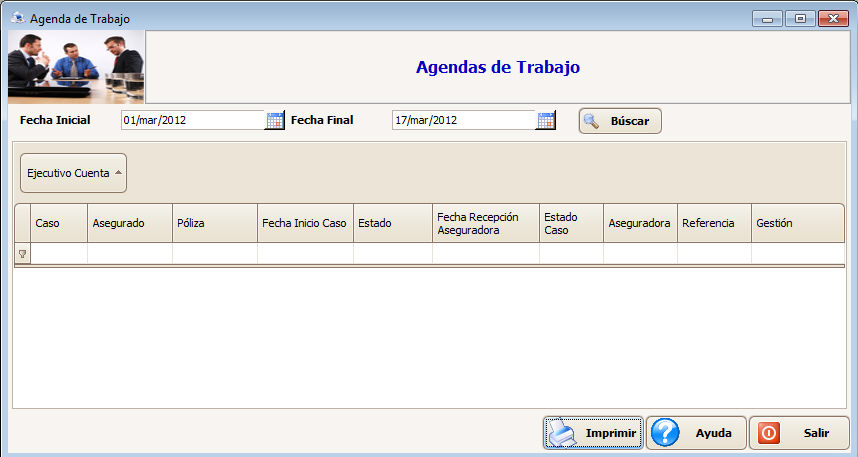 Agenda de Trabajo
Agendas de Trabajo
Fecha Inicial 01/mar/2012 Fecha Final 17/mar/2012 Búscar
Ejecutivo Cuenta
Caso Asegurado Póliza Fecha Inicio Caso Estado Fecha Recepción Aseguradora Estado Caso Aseguradora Referencia Gestión
Imprimir Ayuda Salir